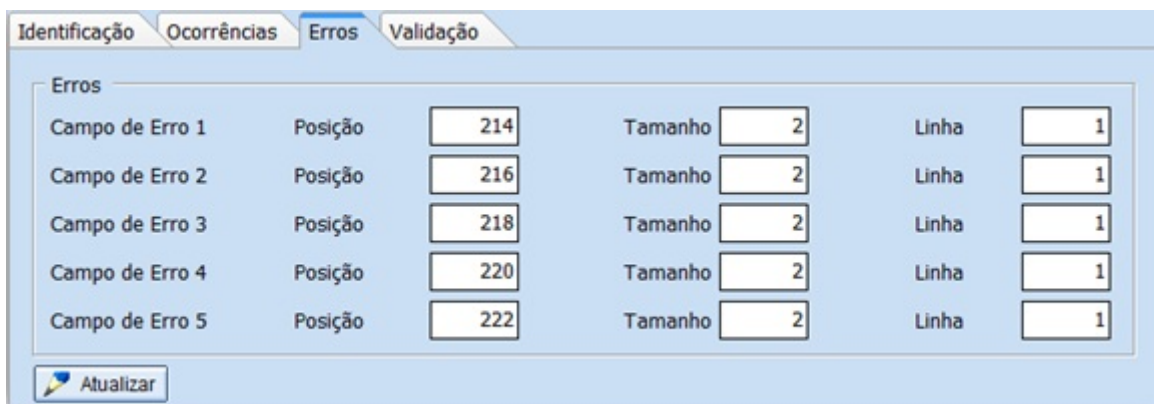 Identificação Ocorrências Erros Validação
Erros
Campo de Erro 1 Posição 214 Tamanho 2 Linha 1
Campo de Erro 2 Posição 216 Tamanho 2 Linha 1
Campo de Erro 3 Posição 218 Tamanho 2 Linha 1
Campo de Erro 4 Posição 220 Tamanho 2 Linha 1
Campo de Erro 5 Posição 222 Tamanho 2 Linha 1
Atualizar